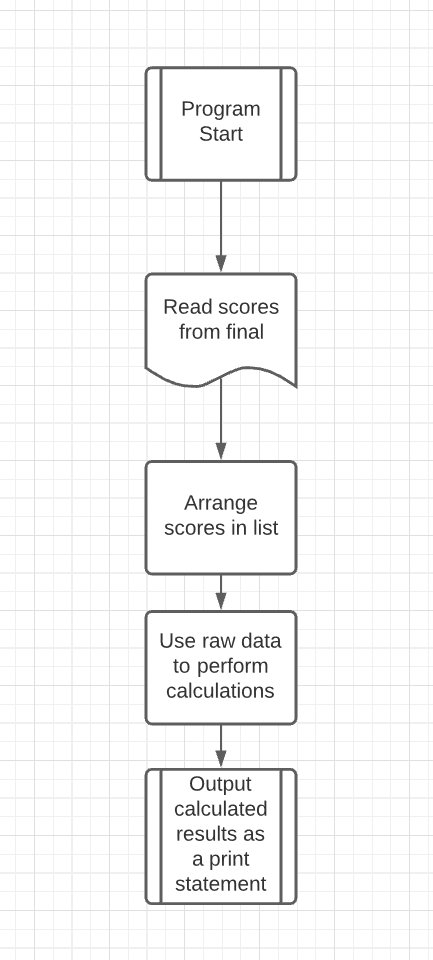 Program
Start
Read scores
from final
Arrange
scores in list
Use raw data
to perform
calculations
Output
calculated
results as
a print
statement